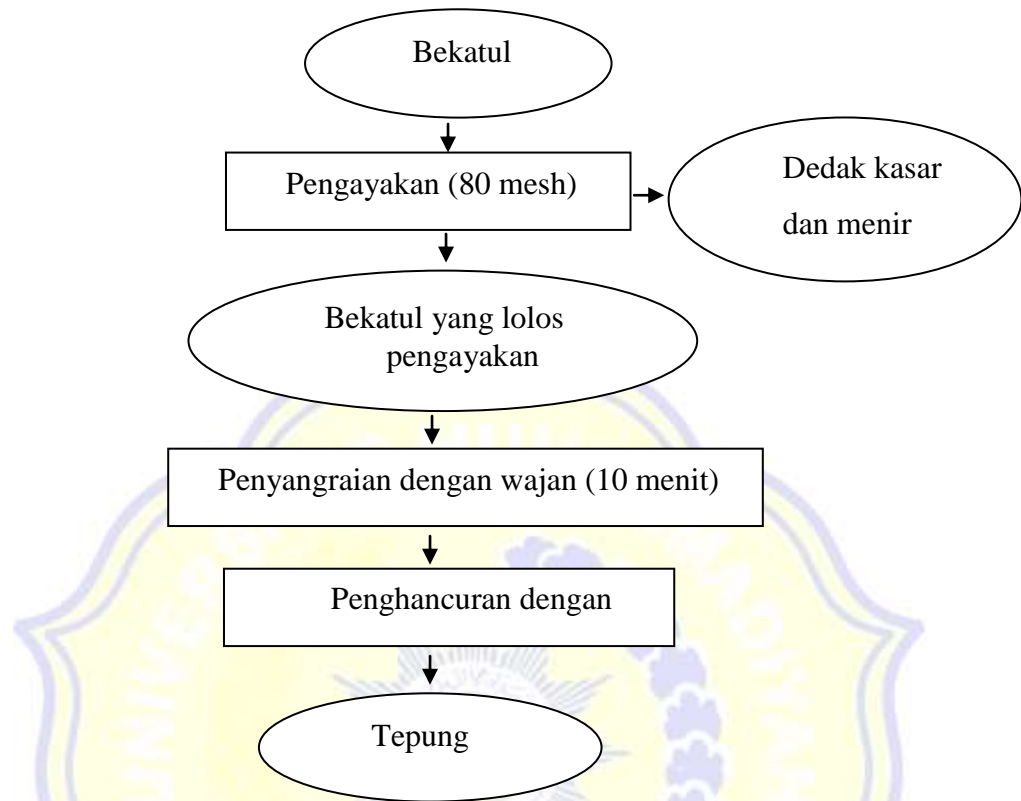 Bekatul
Pengayakan (80 mesh)
Dedak kasar
dan menir
Bekatul yang lolos
pengayakan
Penyangraian dengan wajan (10 menit)
Penghancuran dengan
Tepung